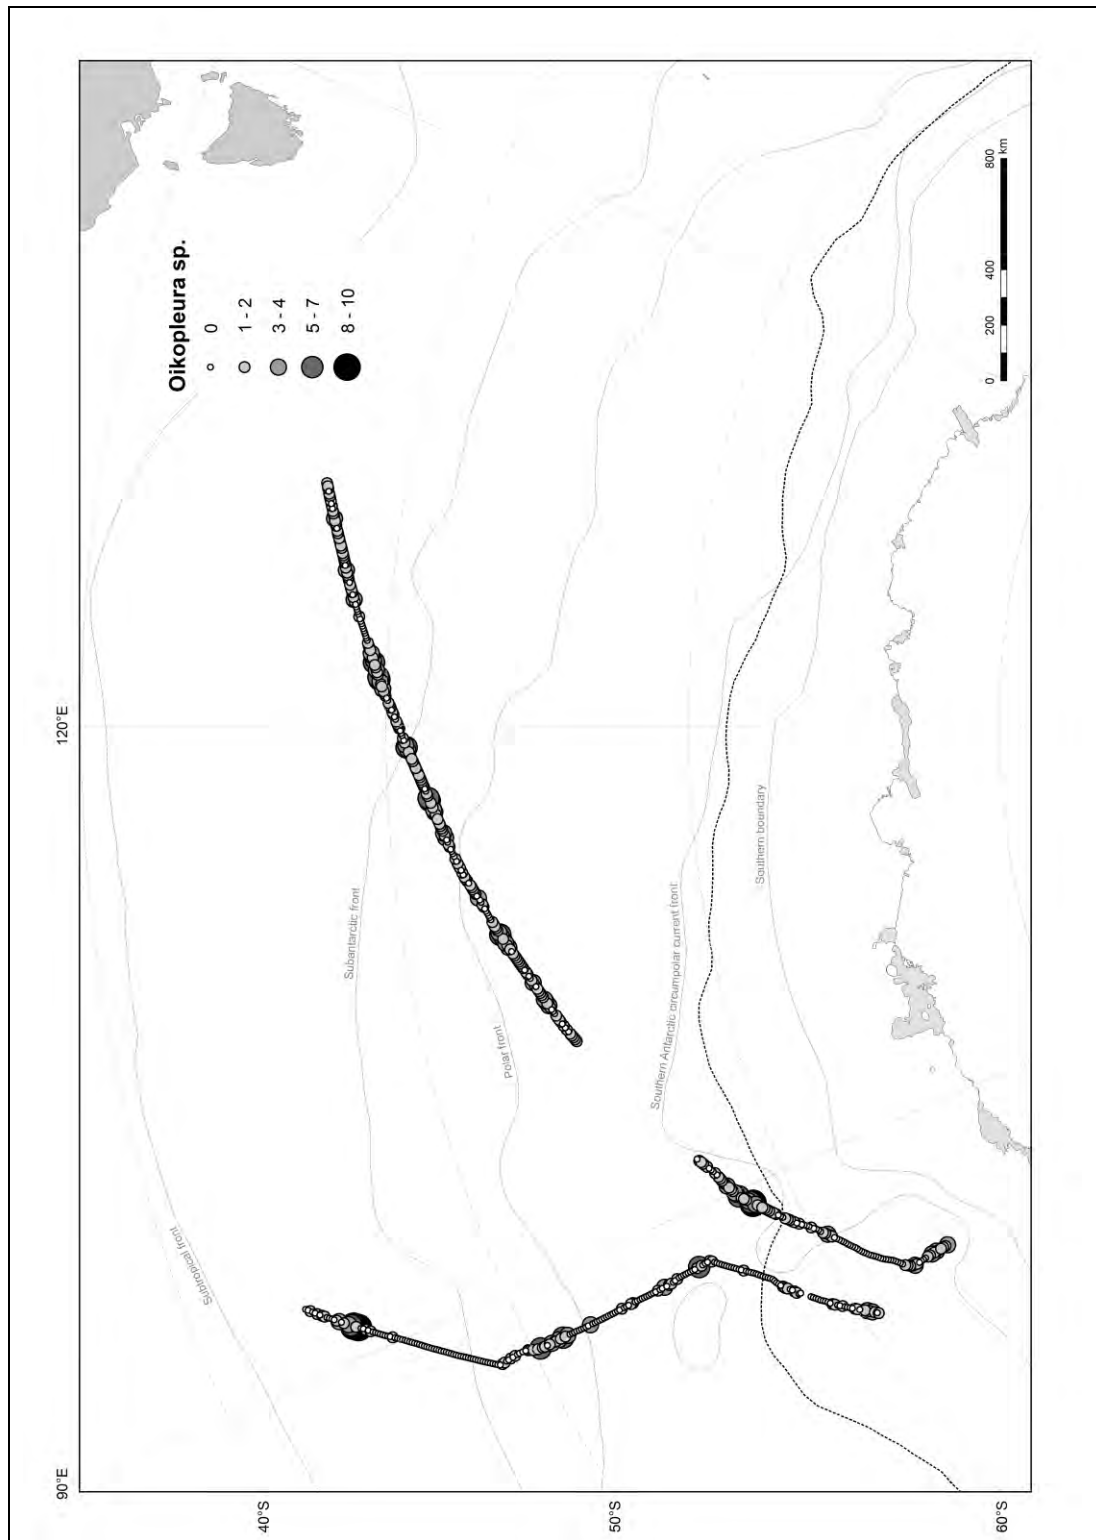 Oikopleura sp.
0
1 - 2
3 - 4
5 - 7
8 - 10
120°E
90°E
Subtropical front
Subantarctic front
Polar front
Southern Antarctic circumpolar current front
Southern boundary
0 200 400 800
km
40°S
50°S
60°S